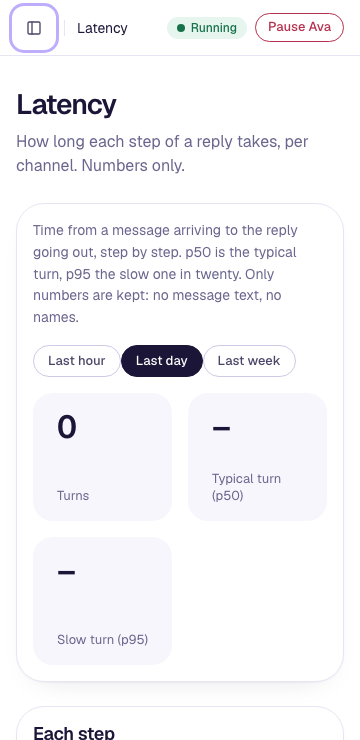 Latency
Running
Pause Ava
Latency
How long each step of a reply takes, per
channel. Numbers only.
Time from a message arriving to the reply
going out, step by step. p50 is the typical
turn, p95 the slow one in twenty. Only
numbers are kept: no message text, no
names.
Last hour
Last day
Last week
0
Turns
–
Typical turn
(p50)
–
Slow turn (p95)
Each step